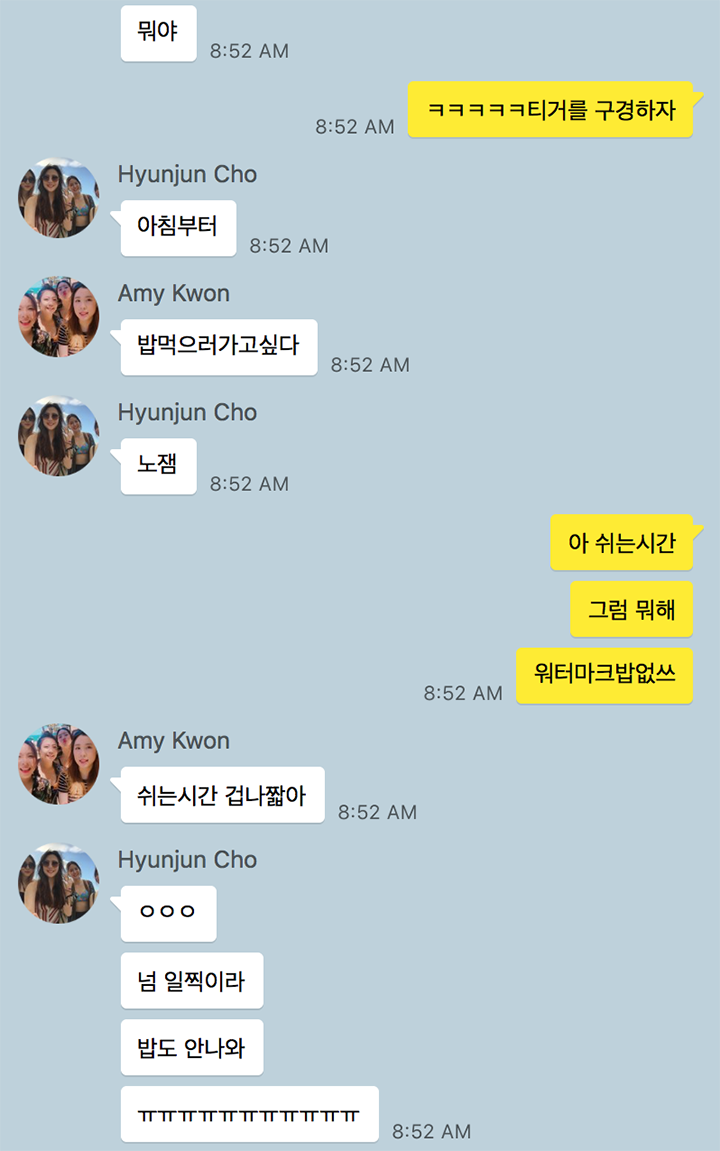 뭐야
8:52 AM
ㅋㅋㅋㅋㅋ티거를 구경하자
8:52 AM
Hyunjun Cho
아침부터
8:52 AM
Amy Kwon
밥먹으러가고싶다
8:52 AM
Hyunjun Cho
노잼
8:52 AM
아 쉬는시간
그럼 뭐해
워터마크밥없쓰
8:52 AM
Amy Kwon
쉬는시간 겁나짧아
8:52 AM
Hyunjun Cho
ㅇㅇㅇ
넘 일찍이라
밥도 안나와
ㅠㅠㅠㅠㅠㅠㅠㅠㅠㅠㅠ
8:52 AM